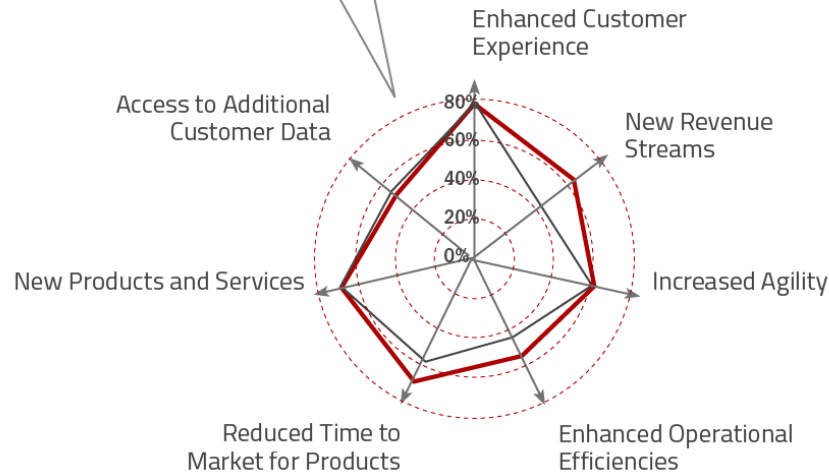 Enhanced Customer
Experience
Access to Additional
Customer Data
New Revenue
Streams
80%
60%
40%
20%
0%
New Products and Services
Increased Agility
Reduced Time to
Market for Products
Enhanced Operational
Efficiencies